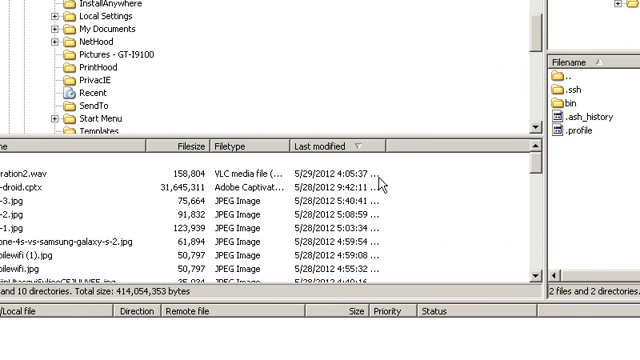 InstallAnywhere
Local Settings
My Documents
NetHood
Pictures - GT-I9100
PrintHood
PrivacIE
Recent
SendTo
Start Menu
Templates
Filename
..
.ssh
bin
.ash_history
.profile
ne Filesize Filetype Last modified
ration2.wav 158,804 VLC media file (... 5/29/2012 4:05:37 ...
-droid.cptx 31,645,311 Adobe Captivat... 5/28/2012 9:42:11 ...
-3.jpg 75,664 JPEG Image 5/28/2012 5:40:41 ...
-2.jpg 91,832 JPEG Image 5/28/2012 5:08:59 ...
-1.jpg 123,939 JPEG Image 5/28/2012 5:03:34 ...
one-4s-vs-samsung-galaxy-s-2.jpg 61,894 JPEG Image 5/28/2012 4:59:54 ...
bilewifi (1).jpg 50,797 JPEG Image 5/28/2012 4:59:08 ...
bilewifi.jpg 50,797 JPEG Image 5/28/2012 4:55:32 ...
JPEG Image
and 10 directories. Total size: 414,054,353 bytes
2 files and 2 directories.
/Local file Direction Remote file Size Priority Status